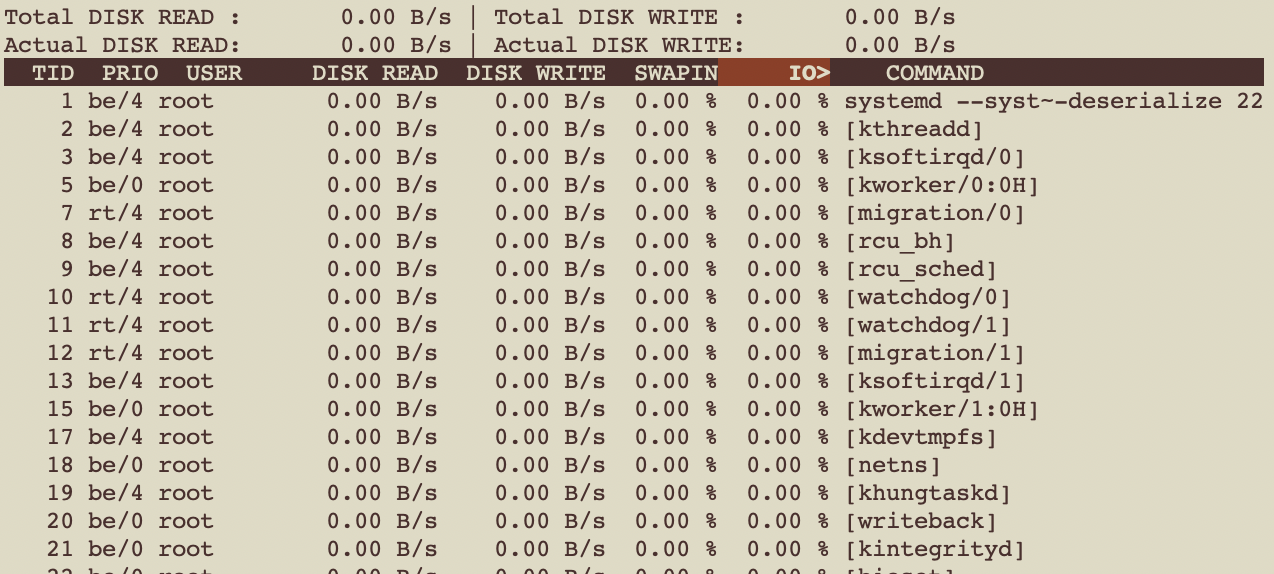 Total DISK READ :       0.00 B/s | Total DISK WRITE :       0.00 B/s
Actual DISK READ:       0.00 B/s | Actual DISK WRITE:       0.00 B/s
  TID  PRIO  USER     DISK READ  DISK WRITE  SWAPIN     IO>    COMMAND
    1 be/4 root        0.00 B/s    0.00 B/s  0.00 %  0.00 % systemd --syst~-deserialize 22
    2 be/4 root        0.00 B/s    0.00 B/s  0.00 %  0.00 % [kthreadd]
    3 be/4 root        0.00 B/s    0.00 B/s  0.00 %  0.00 % [ksoftirqd/0]
    5 be/0 root        0.00 B/s    0.00 B/s  0.00 %  0.00 % [kworker/0:0H]
    7 rt/4 root        0.00 B/s    0.00 B/s  0.00 %  0.00 % [migration/0]
    8 be/4 root        0.00 B/s    0.00 B/s  0.00 %  0.00 % [rcu_bh]
    9 be/4 root        0.00 B/s    0.00 B/s  0.00 %  0.00 % [rcu_sched]
   10 rt/4 root        0.00 B/s    0.00 B/s  0.00 %  0.00 % [watchdog/0]
   11 rt/4 root        0.00 B/s    0.00 B/s  0.00 %  0.00 % [watchdog/1]
   12 rt/4 root        0.00 B/s    0.00 B/s  0.00 %  0.00 % [migration/1]
   13 be/4 root        0.00 B/s    0.00 B/s  0.00 %  0.00 % [ksoftirqd/1]
   15 be/0 root        0.00 B/s    0.00 B/s  0.00 %  0.00 % [kworker/1:0H]
   17 be/4 root        0.00 B/s    0.00 B/s  0.00 %  0.00 % [kdevtmpfs]
   18 be/0 root        0.00 B/s    0.00 B/s  0.00 %  0.00 % [netns]
   19 be/4 root        0.00 B/s    0.00 B/s  0.00 %  0.00 % [khungtaskd]
   20 be/0 root        0.00 B/s    0.00 B/s  0.00 %  0.00 % [writeback]
   21 be/0 root        0.00 B/s    0.00 B/s  0.00 %  0.00 % [kintegrityd]